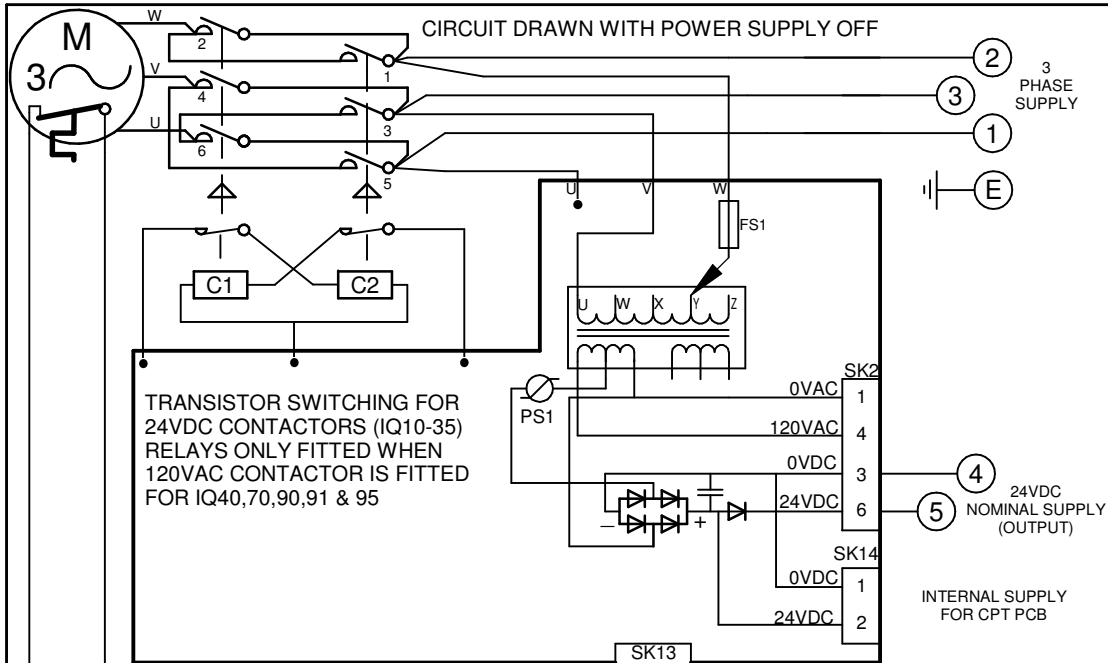 CIRCUIT DRAWN WITH POWER SUPPLY OFF
W
M
3
V
U
2
1
4
3
6
5
2
3
1
E
3
PHASE
SUPPLY
U
V
W
FS1
C1
C2
U
W
X
Y
Z
PS1
TRANSISTOR SWITCHING FOR
24VDC CONTACTORS (IQ10-35)
RELAYS ONLY FITTED WHEN
120VAC CONTACTOR IS FITTED
FOR IQ40,70,90,91 & 95
SK2
0VAC
1
120VAC
4
0VDC
3
24VDC
6
4
5
24VDC
NOMINAL SUPPLY
(OUTPUT)
–
+
SK14
0VDC
1
24VDC
2
INTERNAL SUPPLY
FOR CPT PCB
SK13